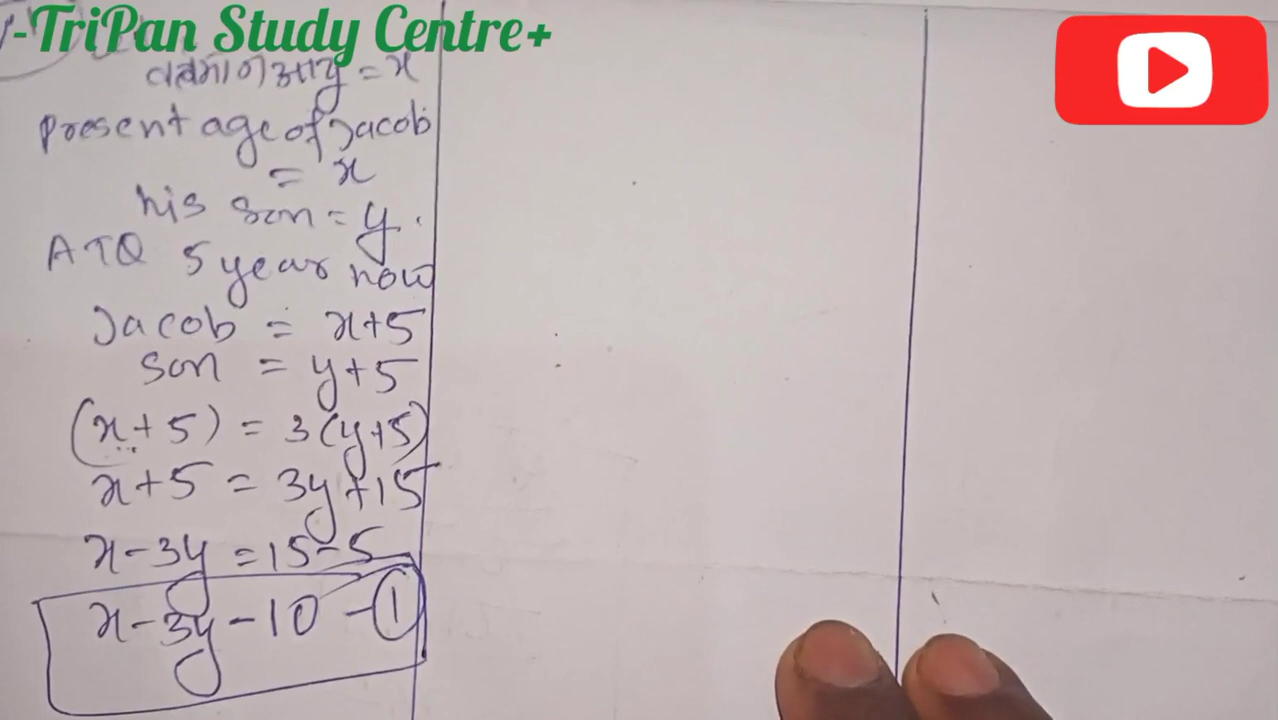 -TriPan Study Centre+
वर्तमान आयु = x
Present age of Jacob
= x
his son = y.
ATQ 5 year now
Jacob = x+5
son = y+5
(x+5) = 3(y+5)
x+5 = 3y+15
x-3y = 15-5
x-3y-10 -①